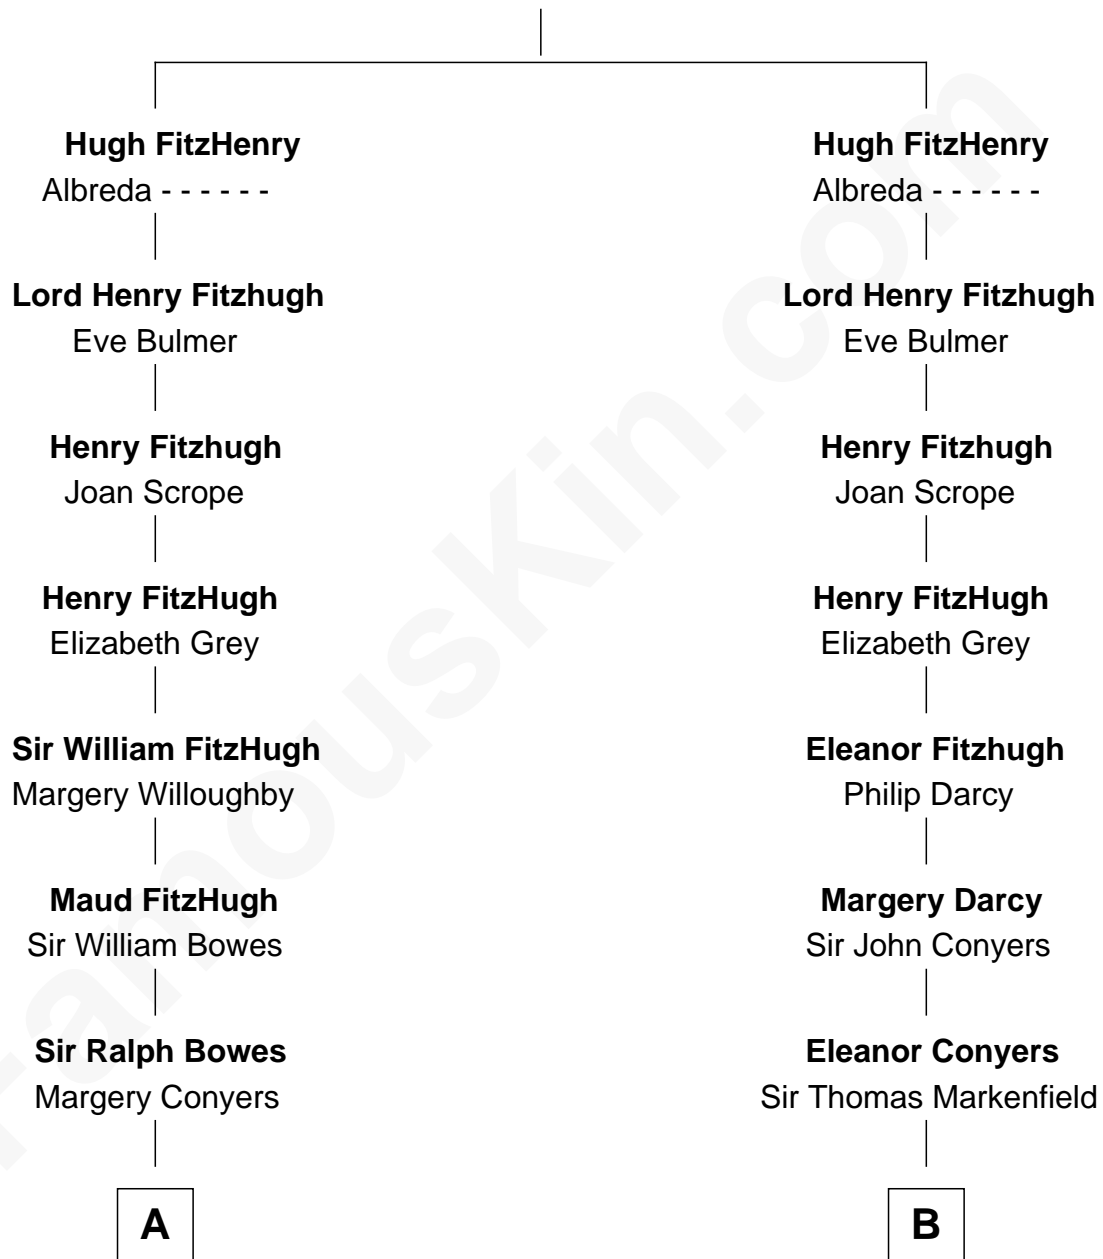 Hugh FitzHenry
Albreda - - - - - -
Lord Henry Fitzhugh
Eve Bulmer
Henry Fitzhugh
Joan Scrope
Henry FitzHugh
Elizabeth Grey
Sir William FitzHugh
Margery Willoughby
Maud FitzHugh
Sir William Bowes
Sir Ralph Bowes
Margery Conyers
A
Hugh FitzHenry
Albreda - - - - - -
Lord Henry Fitzhugh
Eve Bulmer
Henry Fitzhugh
Joan Scrope
Henry FitzHugh
Elizabeth Grey
Eleanor Fitzhugh
Philip Darcy
Margery Darcy
Sir John Conyers
Eleanor Conyers
Sir Thomas Markenfield
B
FamousKin.com